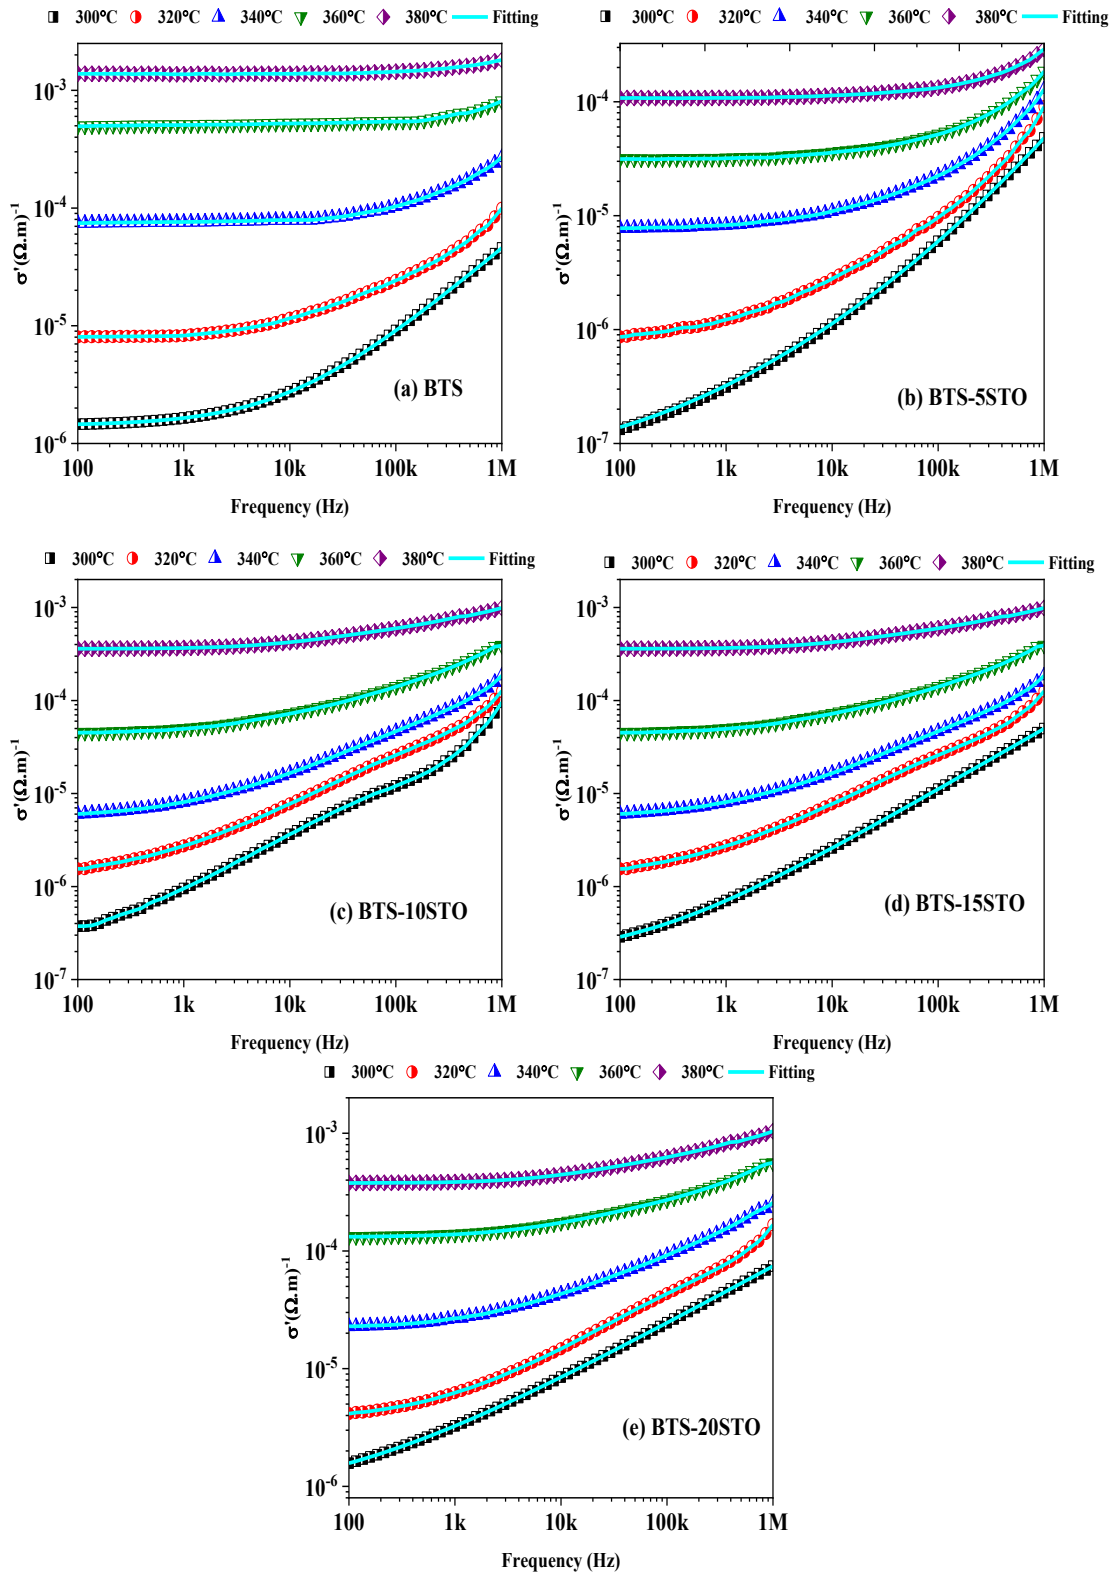 300°C 320°C 340°C 360°C 380°C Fitting
300°C 320°C 340°C 360°C 380°C Fitting
10⁻³
10⁻⁴
10⁻⁵
10⁻⁶
σ'(Ω.m)⁻¹
(a) BTS
100 1k 10k 100k 1M
Frequency (Hz)
10⁻⁴
10⁻⁵
10⁻⁶
10⁻⁷
σ'(Ω.m)⁻¹
(b) BTS-5STO
100 1k 10k 100k 1M
Frequency (Hz)
300°C 320°C 340°C 360°C 380°C Fitting
300°C 320°C 340°C 360°C 380°C Fitting
10⁻³
10⁻⁴
10⁻⁵
10⁻⁶
10⁻⁷
σ'(Ω.m)⁻¹
(c) BTS-10STO
100 1k 10k 100k 1M
Frequency (Hz)
10⁻³
10⁻⁴
10⁻⁵
10⁻⁶
10⁻⁷
σ'(Ω.m)⁻¹
(d) BTS-15STO
100 1k 10k 100k 1M
Frequency (Hz)
300°C 320°C 340°C 360°C 380°C Fitting
10⁻³
10⁻⁴
10⁻⁵
10⁻⁶
σ'(Ω.m)⁻¹
(e) BTS-20STO
100 1k 10k 100k 1M
Frequency (Hz)